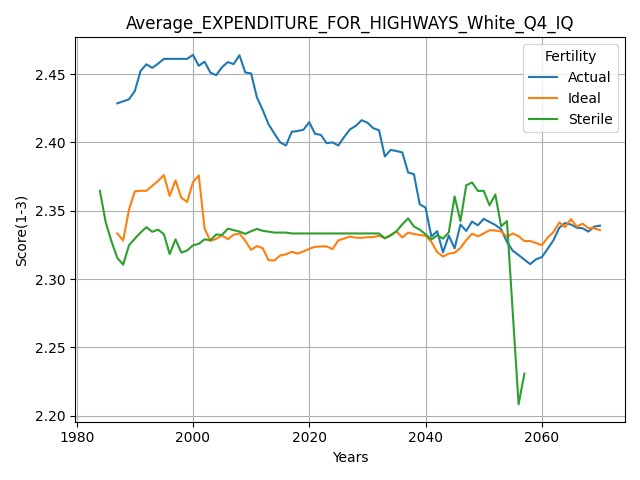 Average_EXPENDITURE_FOR_HIGHWAYS_White_Q4_IQ
Score(1-3)
2.45
2.40
2.35
2.30
2.25
2.20
Fertility
Actual
Ideal
Sterile
1980 2000 2020 2040 2060
Years